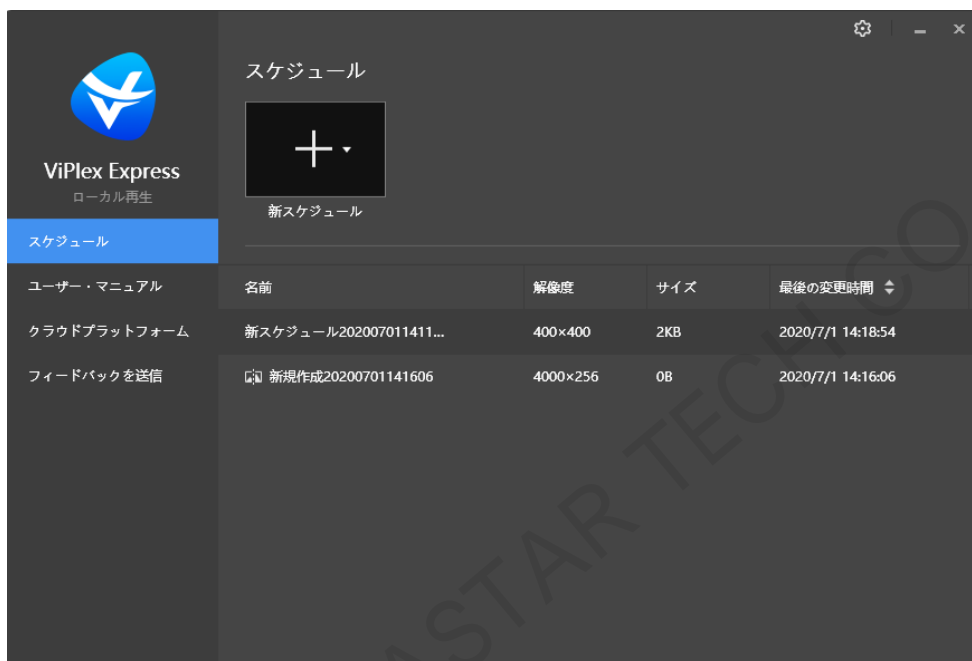 ViPlex Express
ローカル再生
スケジュール
ユーザー・マニュアル
クラウドプラットフォーム
フィードバックを送信
スケジュール
新スケジュール
名前 解像度 サイズ 最後の変更時間
新スケジュール202007011411... 400×400 2KB 2020/7/1 14:18:54
新規作成20200701141606 4000×256 0B 2020/7/1 14:16:06
ASTAR TECH CO